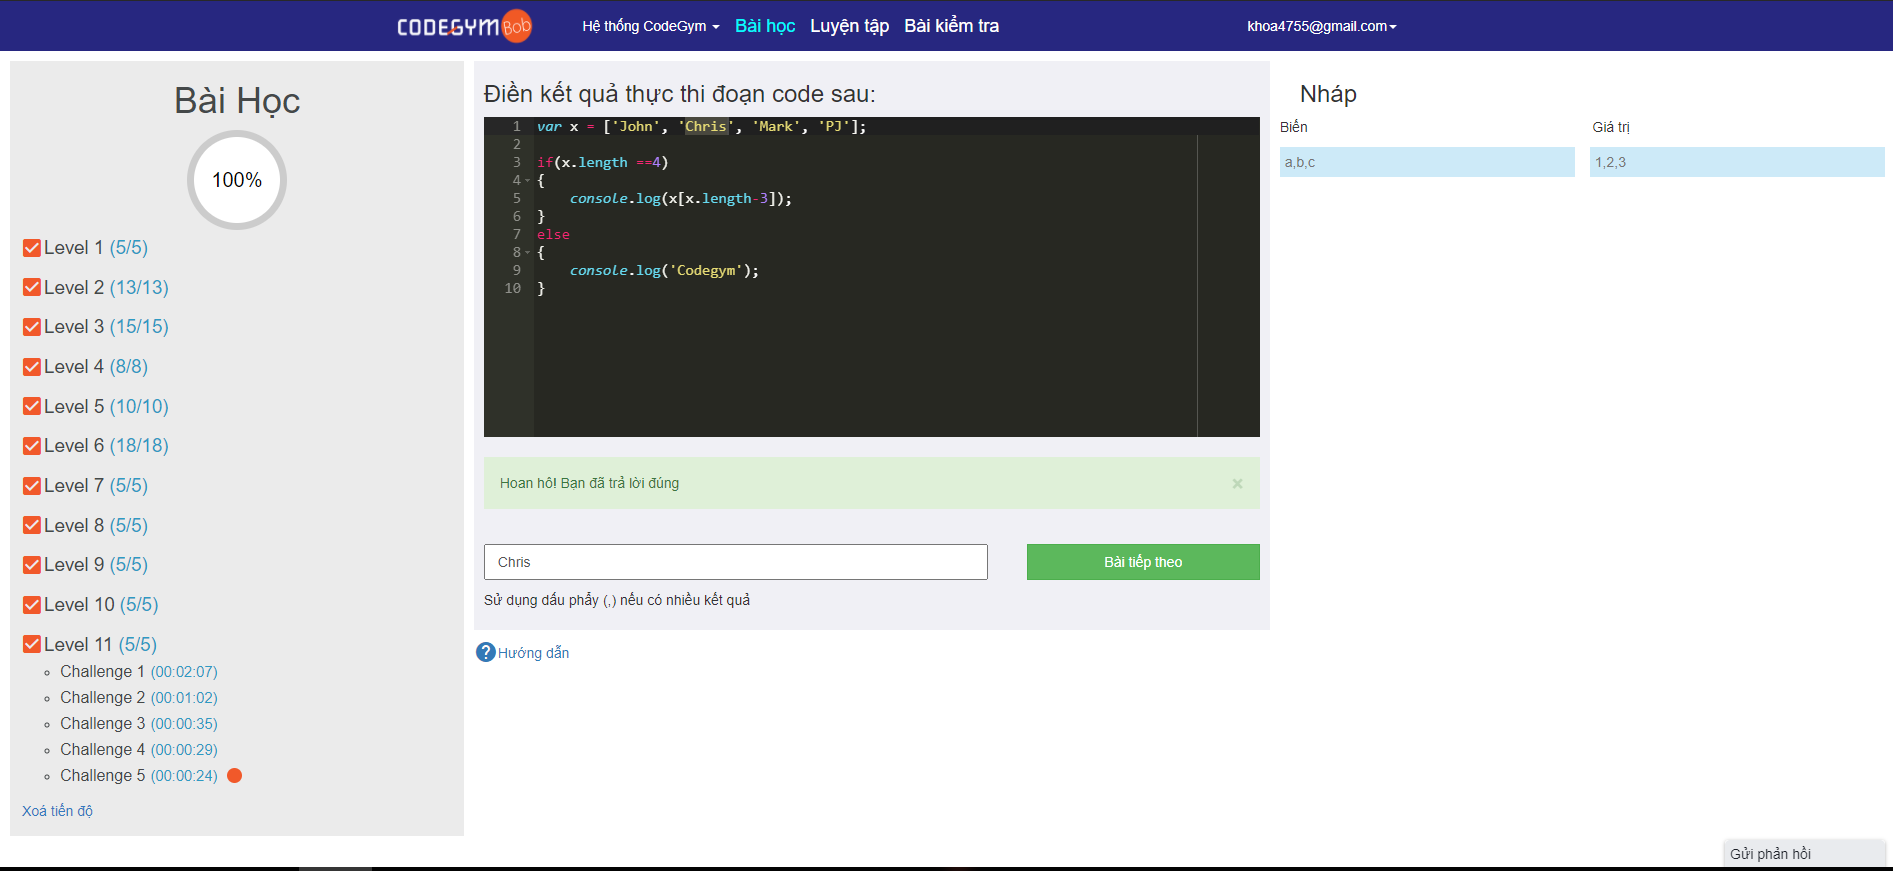 CODEGYM Bob
Hệ thống CodeGym Bài học Luyện tập Bài kiểm tra khoa4755@gmail.com
Bài Học
100%
Level 1 (5/5)
Level 2 (13/13)
Level 3 (15/15)
Level 4 (8/8)
Level 5 (10/10)
Level 6 (18/18)
Level 7 (5/5)
Level 8 (5/5)
Level 9 (5/5)
Level 10 (5/5)
Level 11 (5/5)
Challenge 1 (00:02:07)
Challenge 2 (00:01:02)
Challenge 3 (00:00:35)
Challenge 4 (00:00:29)
Challenge 5 (00:00:24)
Xoá tiến độ
Điền kết quả thực thi đoạn code sau:
1 var x = ['John', 'Chris', 'Mark', 'PJ'];
2
3 if(x.length ==4)
4 {
5 console.log(x[x.length-3]);
6 }
7 else
8 {
9 console.log('Codegym');
10 }
Hoan hô! Bạn đã trả lời đúng ×
Chris
Bài tiếp theo
Sử dụng dấu phẩy (,) nếu có nhiều kết quả
? Hướng dẫn
Nháp
Biến Giá trị
a,b,c 1,2,3
Gửi phản hồi